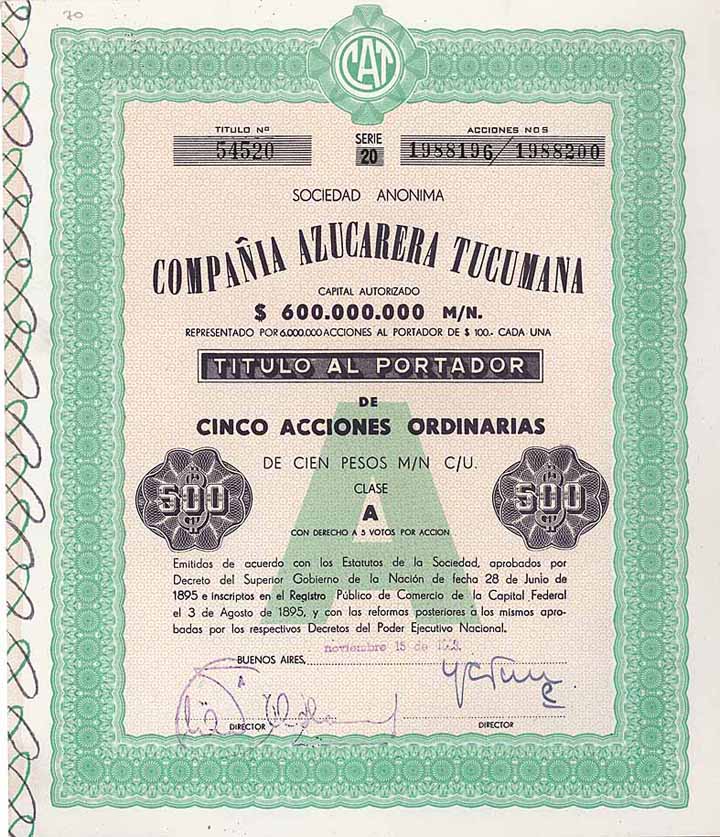 70
CAT
TITULO Nº
SERIE
ACCIONES NOS
54520
20
1988196/1988200
SOCIEDAD ANONIMA
COMPAÑIA AZUCARERA TUCUMANA
CAPITAL AUTORIZADO
$ 600.000.000 M/N.
REPRESENTADO POR 6.000.000 ACCIONES AL PORTADOR DE $ 100.- CADA UNA
TITULO AL PORTADOR
DE
CINCO ACCIONES ORDINARIAS
DE CIEN PESOS M/N C/U.
500
CLASE
500
A
CON DERECHO A 5 VOTOS POR ACCION
Emitidas de acuerdo con los Estatutos de la Sociedad, aprobados por
Decreto del Superior Gobierno de la Nación de fecha 28 de Junio de
1895 e inscriptos en el Registro Público de Comercio de la Capital Federal
el 3 de Agosto de 1895, y con las reformas posteriores a los mismos apro-
badas por los respectivos Decretos del Poder Ejecutivo Nacional.
noviembre 15 de
BUENOS AIRES,
DIRECTOR
DIRECTOR